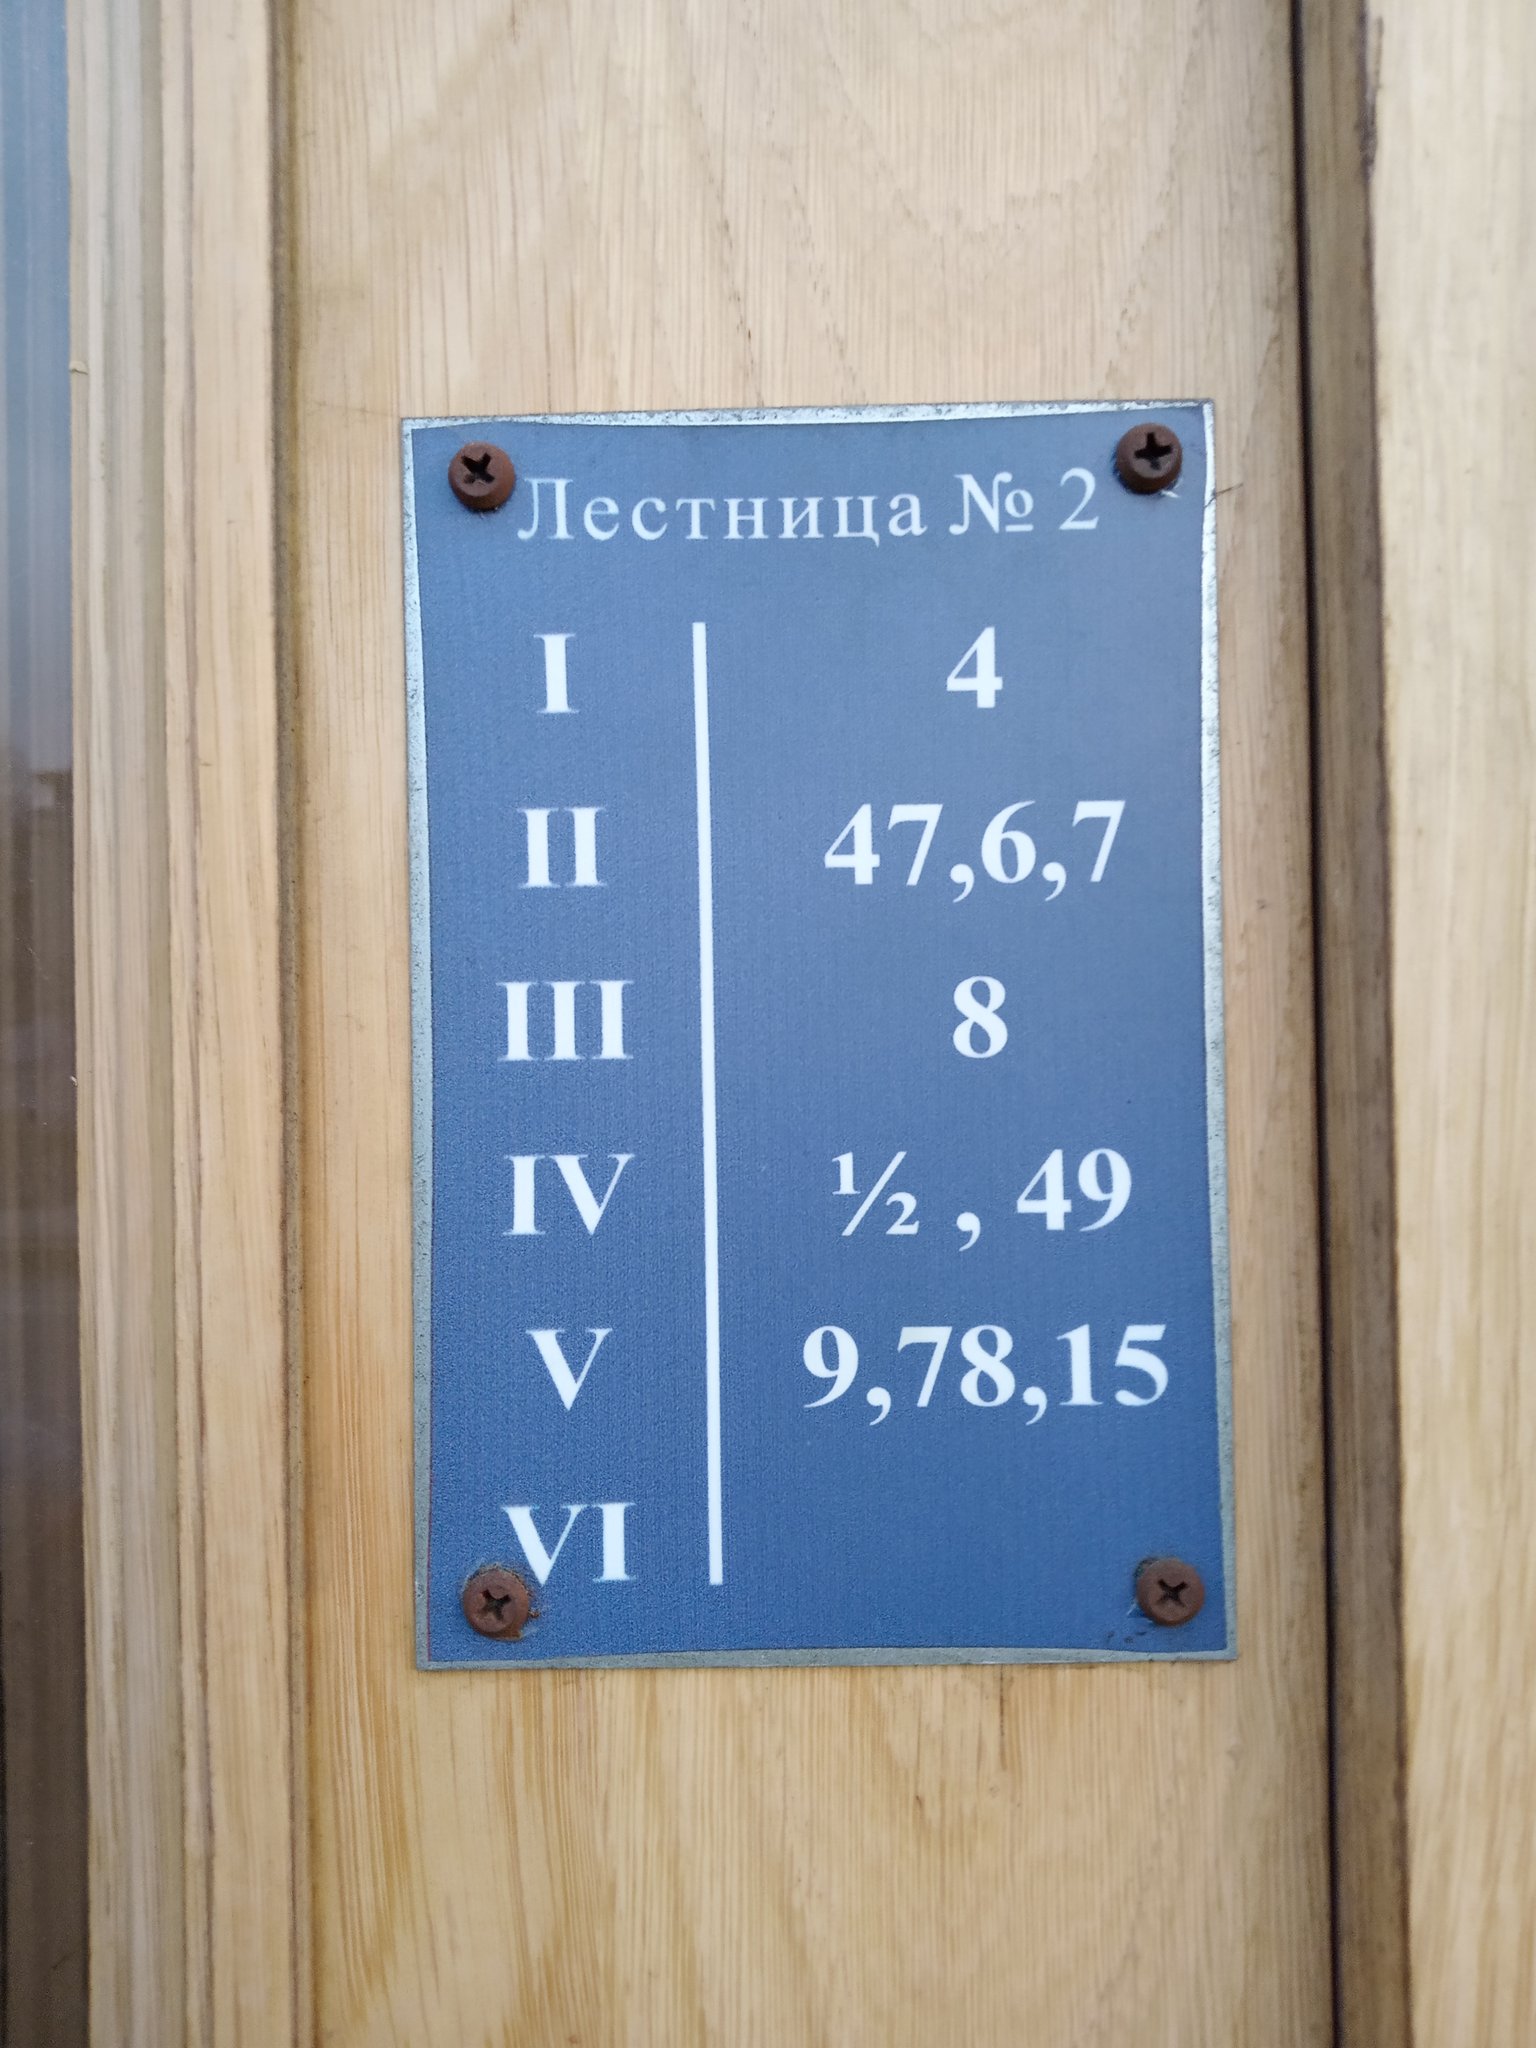 Лестница № 2
I 4
II 47,6,7
III 8
IV ½ , 49
V 9,78,15
VI